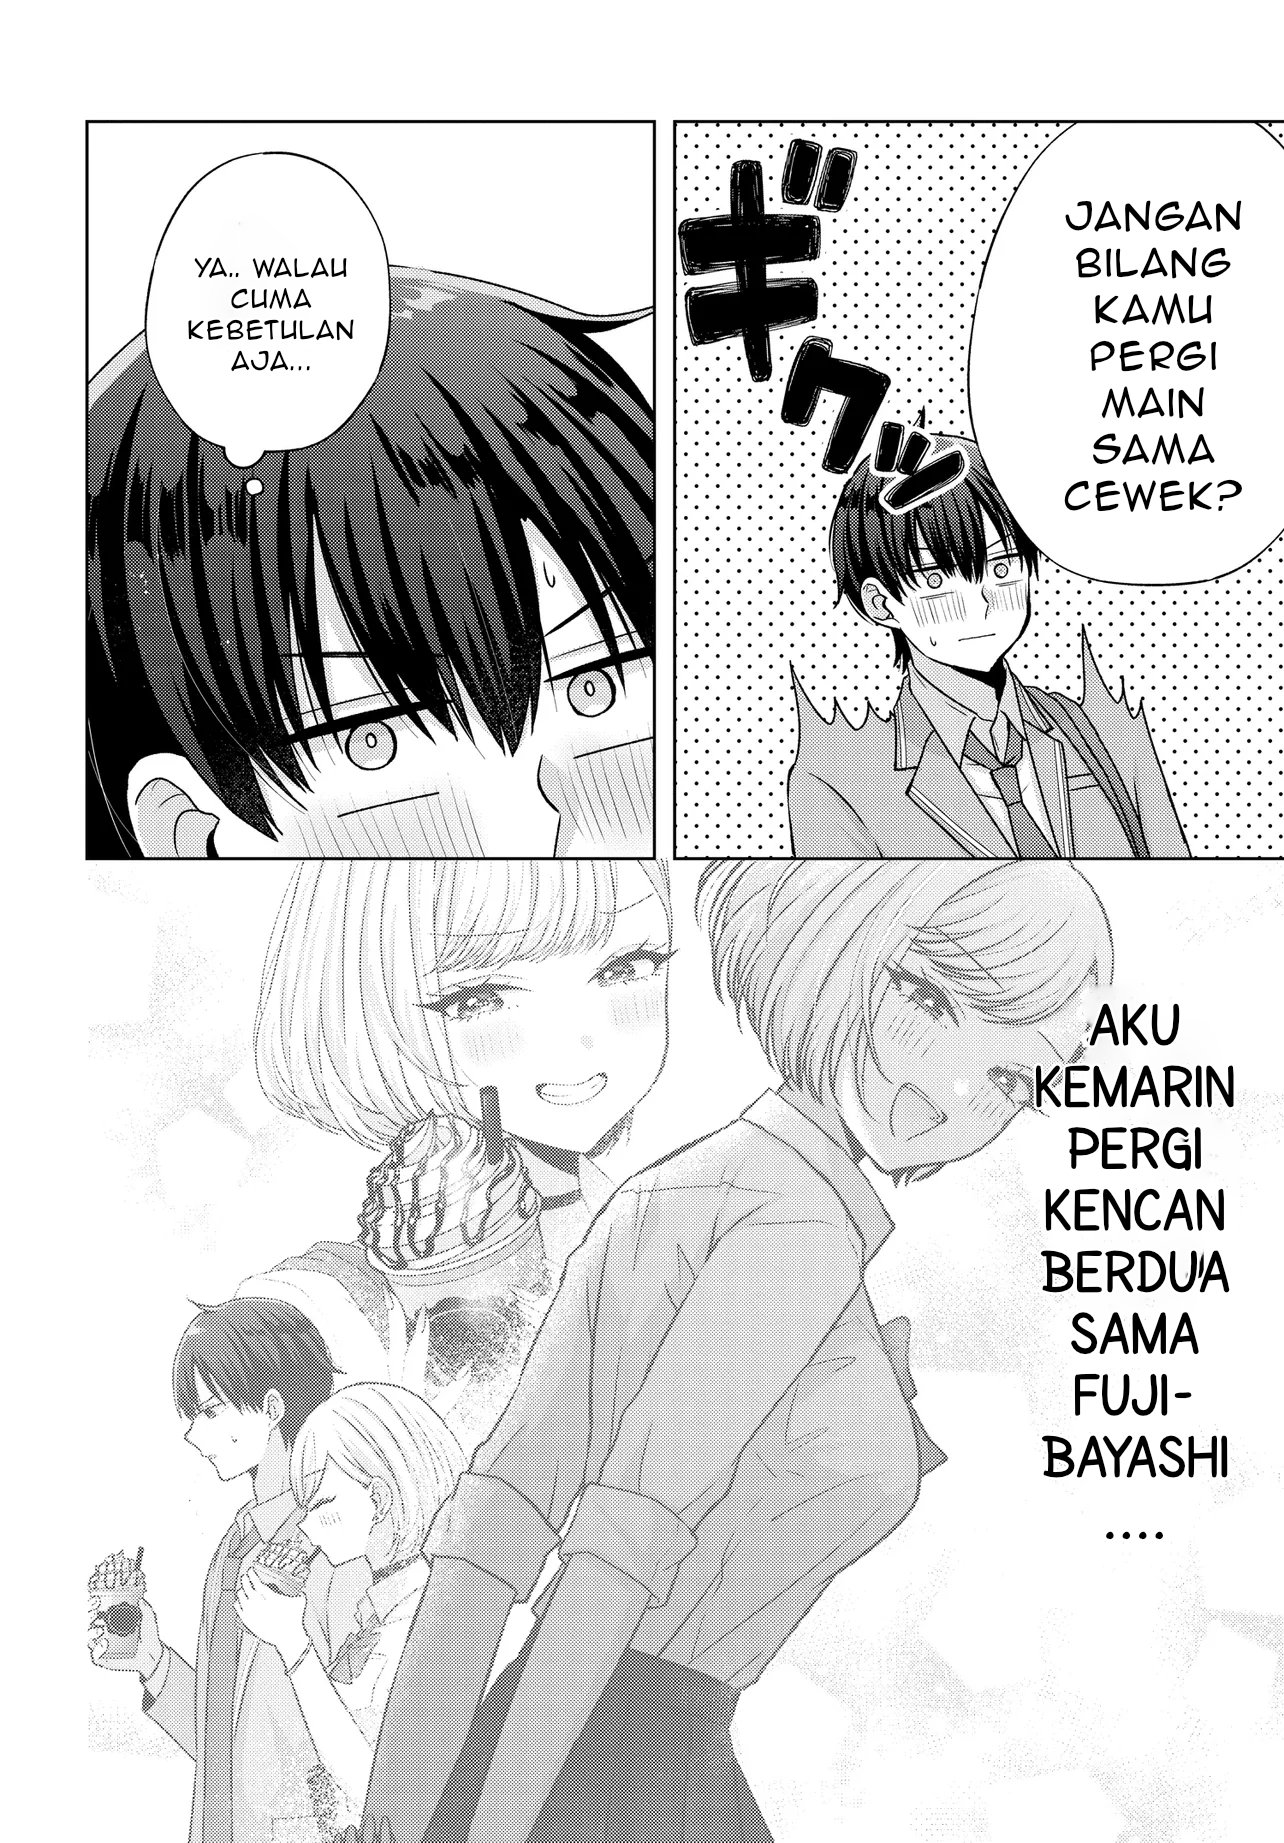 JANGAN
BILANG
KAMU
PERGI
MAIN
SAMA
CEWEK?
ギクッ
YA.. WALAU
CUMA
KEBETULAN
AJA...
AKU
KEMARIN
PERGI
KENCAN
BERDUA
SAMA
FUJI-
BAYASHI
....